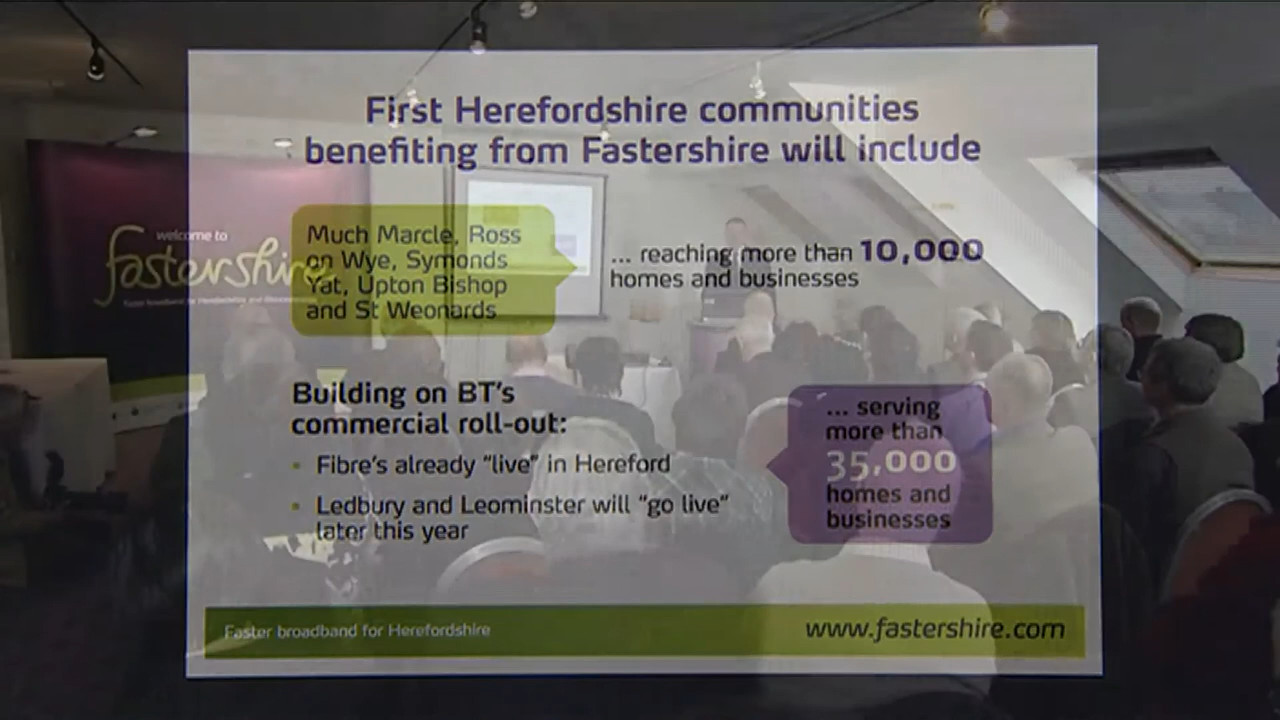 First Herefordshire communities
benefiting from Fastershire will include
welcome to
fastershire
Much Marcle, Ross
on Wye, Symonds
Yat, Upton Bishop
and St Weonards
... reaching more than 10,000
homes and businesses
Building on BT's
commercial roll-out:
Fibre's already "live" in Hereford
Ledbury and Leominster will "go live"
later this year
... serving
more than
35,000
homes and
businesses
Faster broadband for Herefordshire
www.fastershire.com